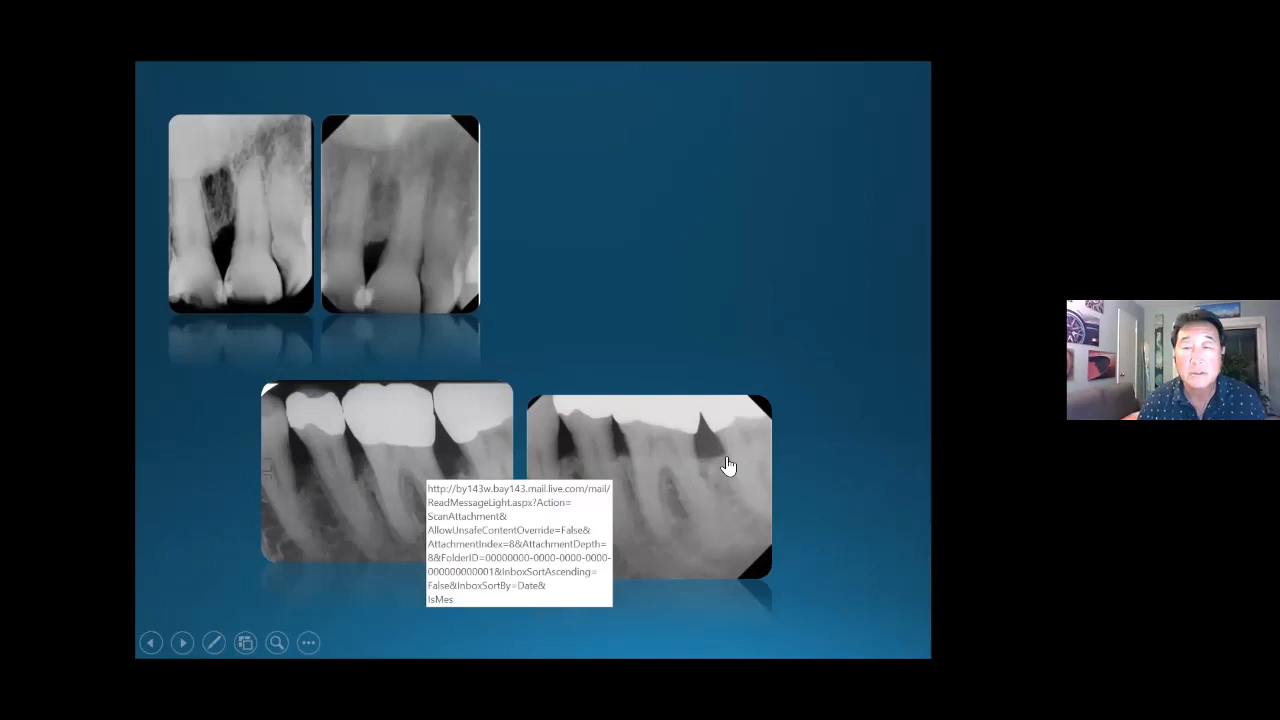 http://by143w.bay143.mail.live.com/mail/
ReadMessageLight.aspx?Action=
ScanAttachment&
AllowUnsafeContentOverride=False&
AttachmentIndex=8&AttachmentDepth=
8&FolderID=00000000-0000-0000-0000-
000000000001&InboxSortAscending=
False&InboxSortBy=Date&
IsMes